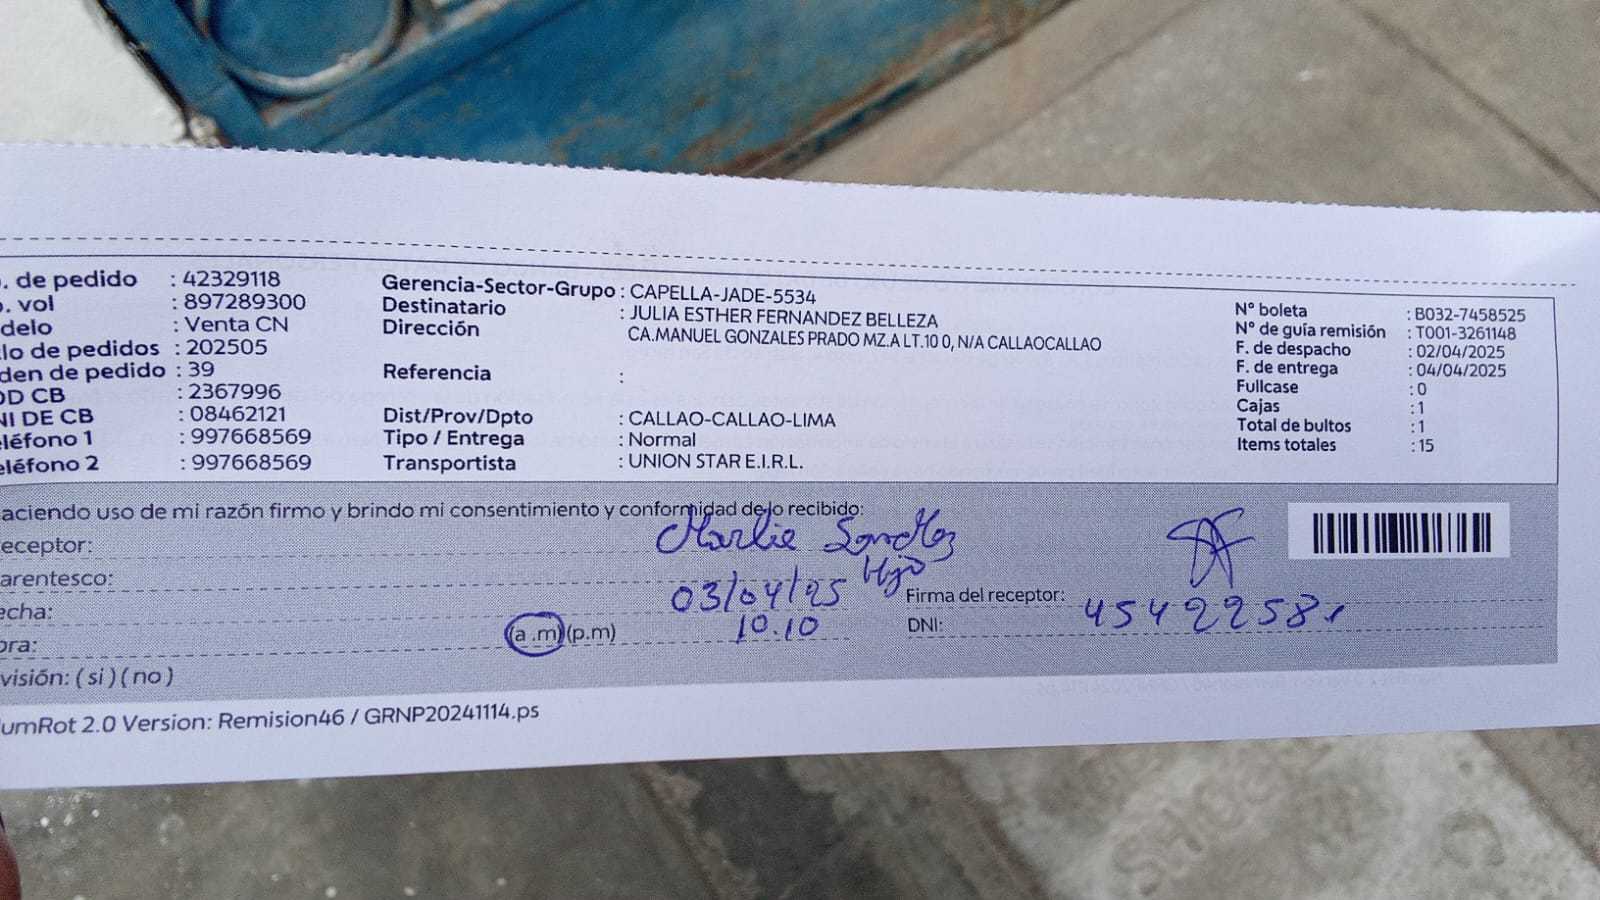 . de pedido : 42329118
. vol : 897289300
delo : Venta CN
lo de pedidos : 202505
den de pedido : 39
OD CB : 2367996
NI DE CB : 08462121
eléfono 1 : 997668569
eléfono 2 : 997668569
Gerencia-Sector-Grupo : CAPELLA-JADE-5534
Destinatario : JULIA ESTHER FERNANDEZ BELLEZA
Dirección CA.MANUEL GONZALES PRADO MZ.A LT.10 0, N/A CALLAOCALLAO
Referencia :
Dist/Prov/Dpto : CALLAO-CALLAO-LIMA
Tipo / Entrega : Normal
Transportista : UNION STAR E.I.R.L.
N° boleta : B032-7458525
N° de guía remisión : T001-3261148
F. de despacho : 02/04/2025
F. de entrega : 04/04/2025
Fullcase : 0
Cajas : 1
Total de bultos : 1
Items totales : 15
aciendo uso de mi razón firmo y brindo mi consentimiento y conformidad de lo recibido:
eceptor: Marlie
arentesco: Hijo
echa: 03/04/25
Firma del receptor:
ora: (a.m)(p.m) 10.10
DNI: 45422581
visión: ( si ) ( no )
umRot 2.0 Version: Remision46 / GRNP20241114.ps